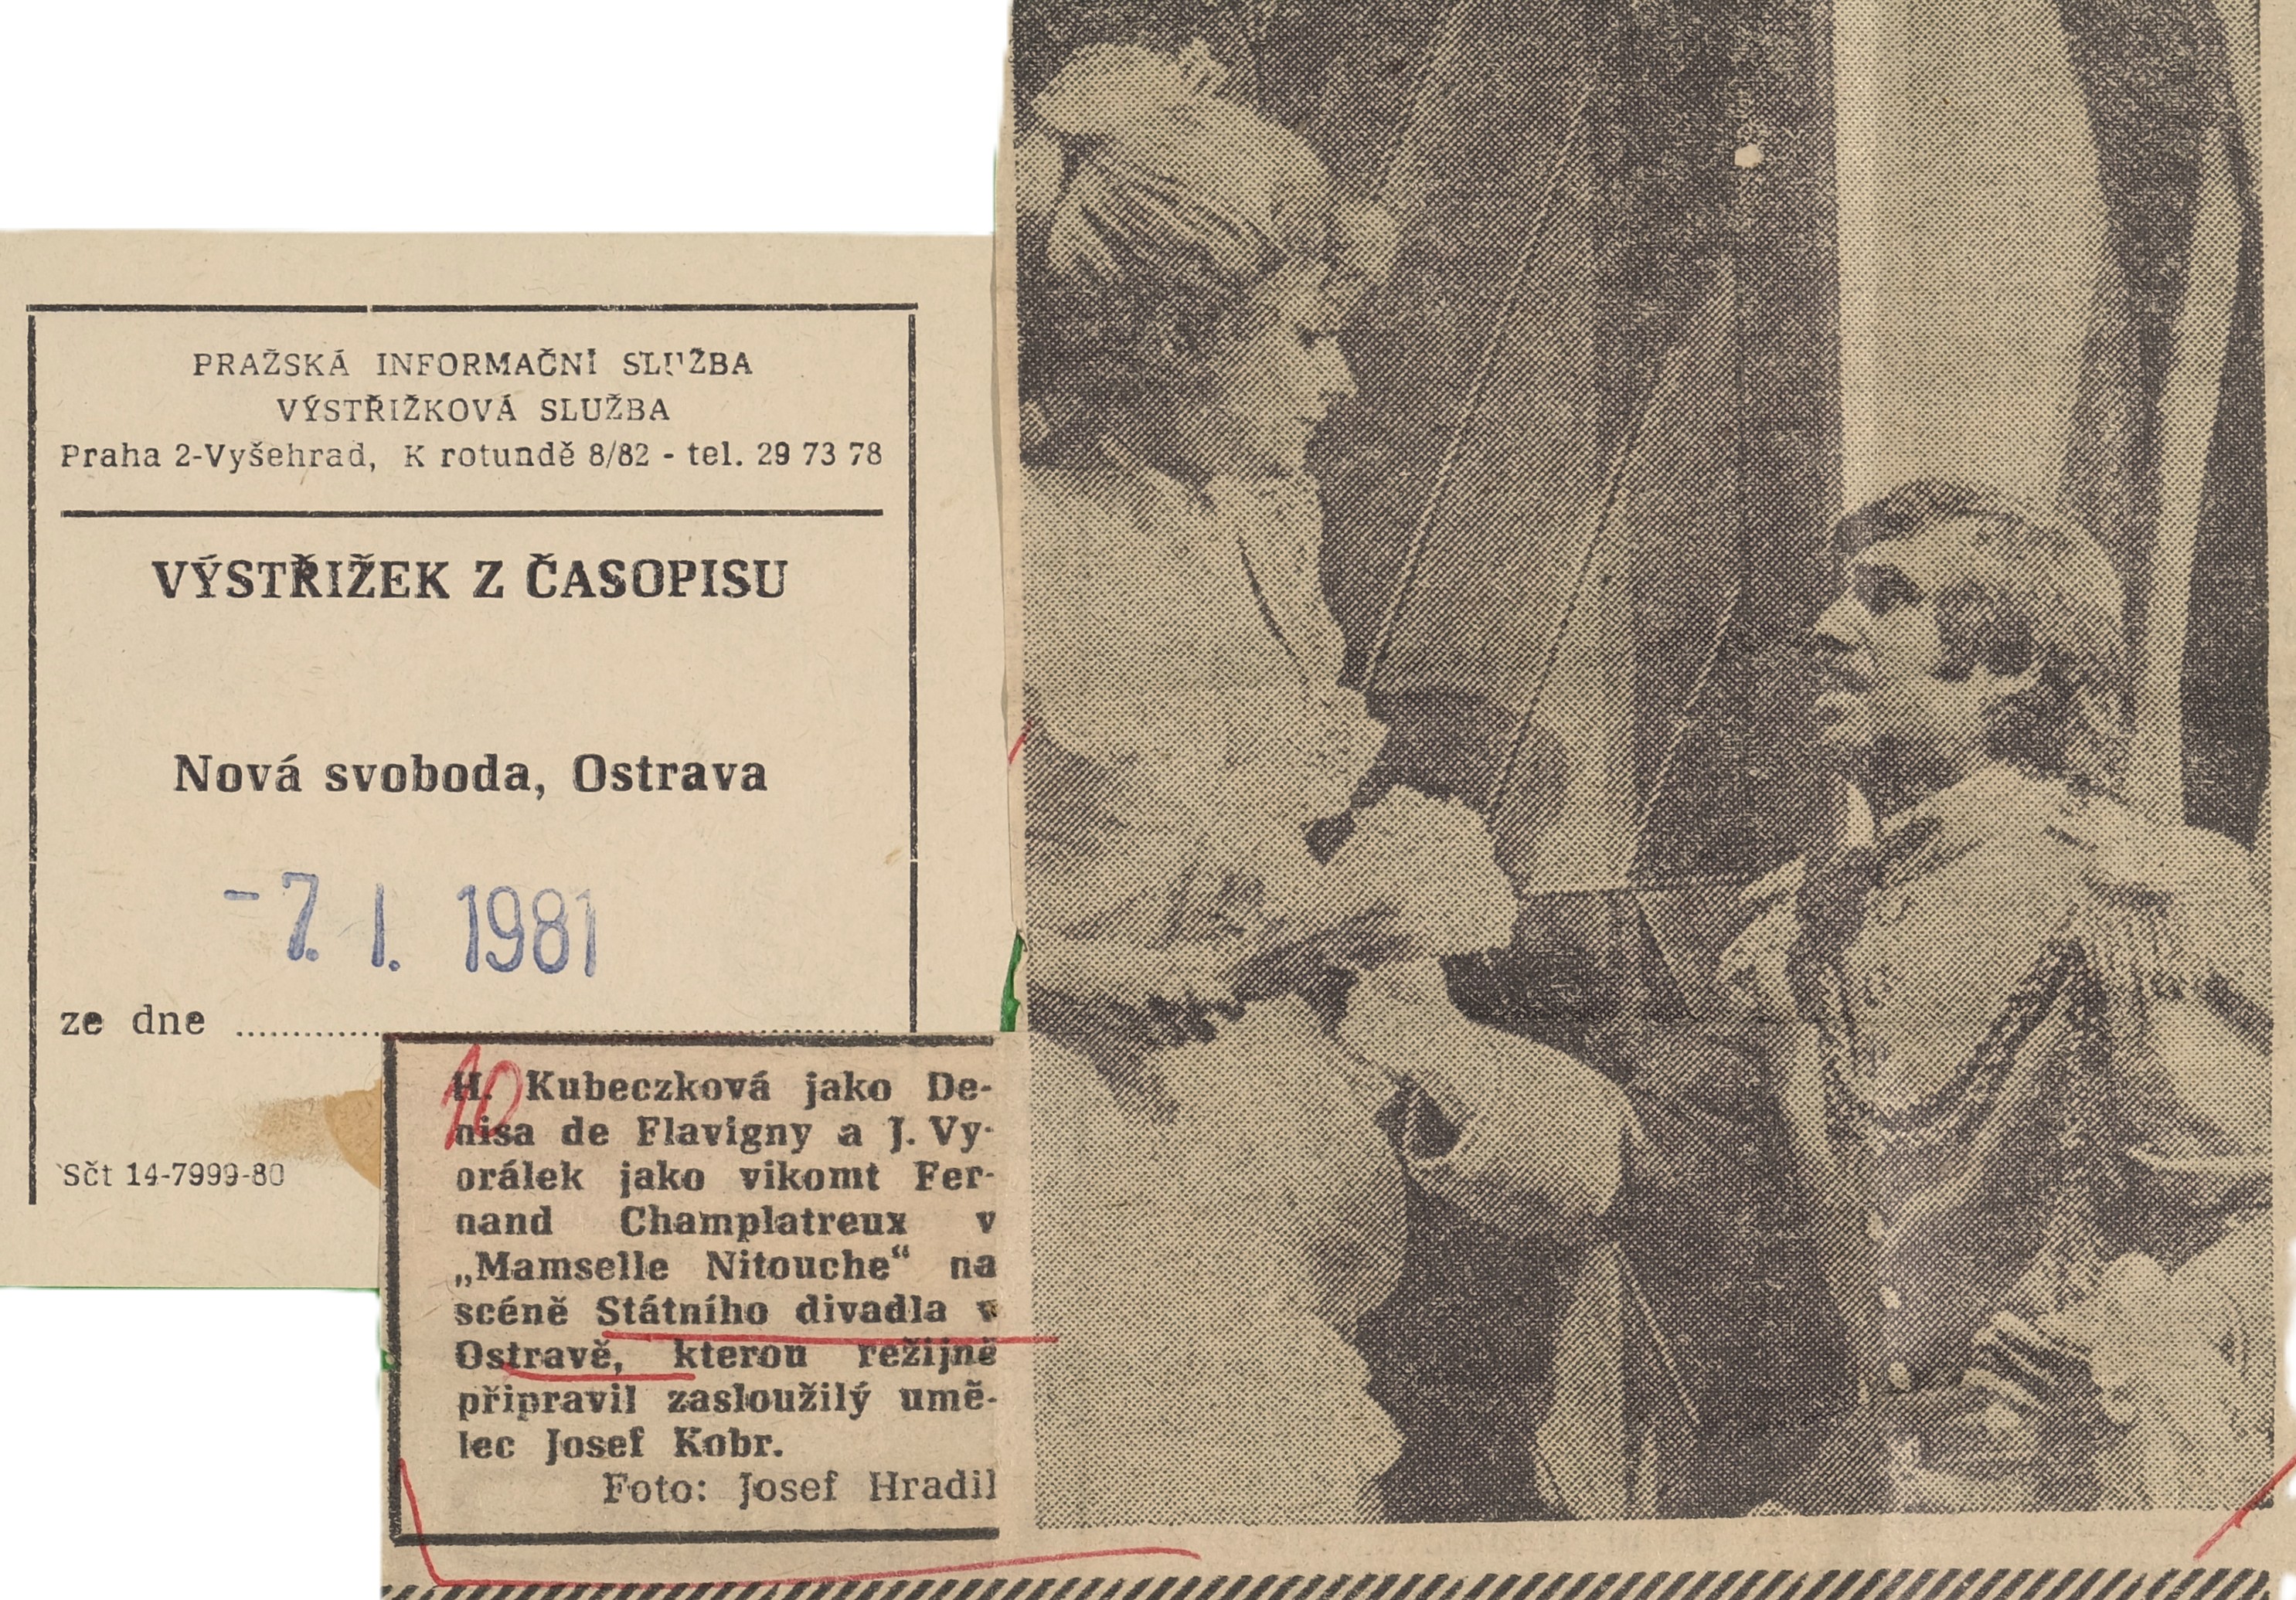 PRAŽSKÁ INFORMAČNÍ SLUŽBA
VÝSTŘIŽKOVÁ SLUŽBA
Praha 2-Vyšehrad, K rotundě 8/82 - tel. 29 73 78
VÝSTŘIŽEK Z ČASOPISU
Nová svoboda, Ostrava
-7. I. 1981
ze dne ........................
Sčt 14-7999-80
10
H. Kubeczková jako De-
nisa de Flavigny a J. Vy-
orálek jako vikomt Fer-
nand Champlatreux v
„Mamselle Nitouche“ na
scéně Státního divadla v
Ostravě, kterou režijně
připravil zasloužilý umě-
lec Josef Kobr.
Foto: Josef Hradil